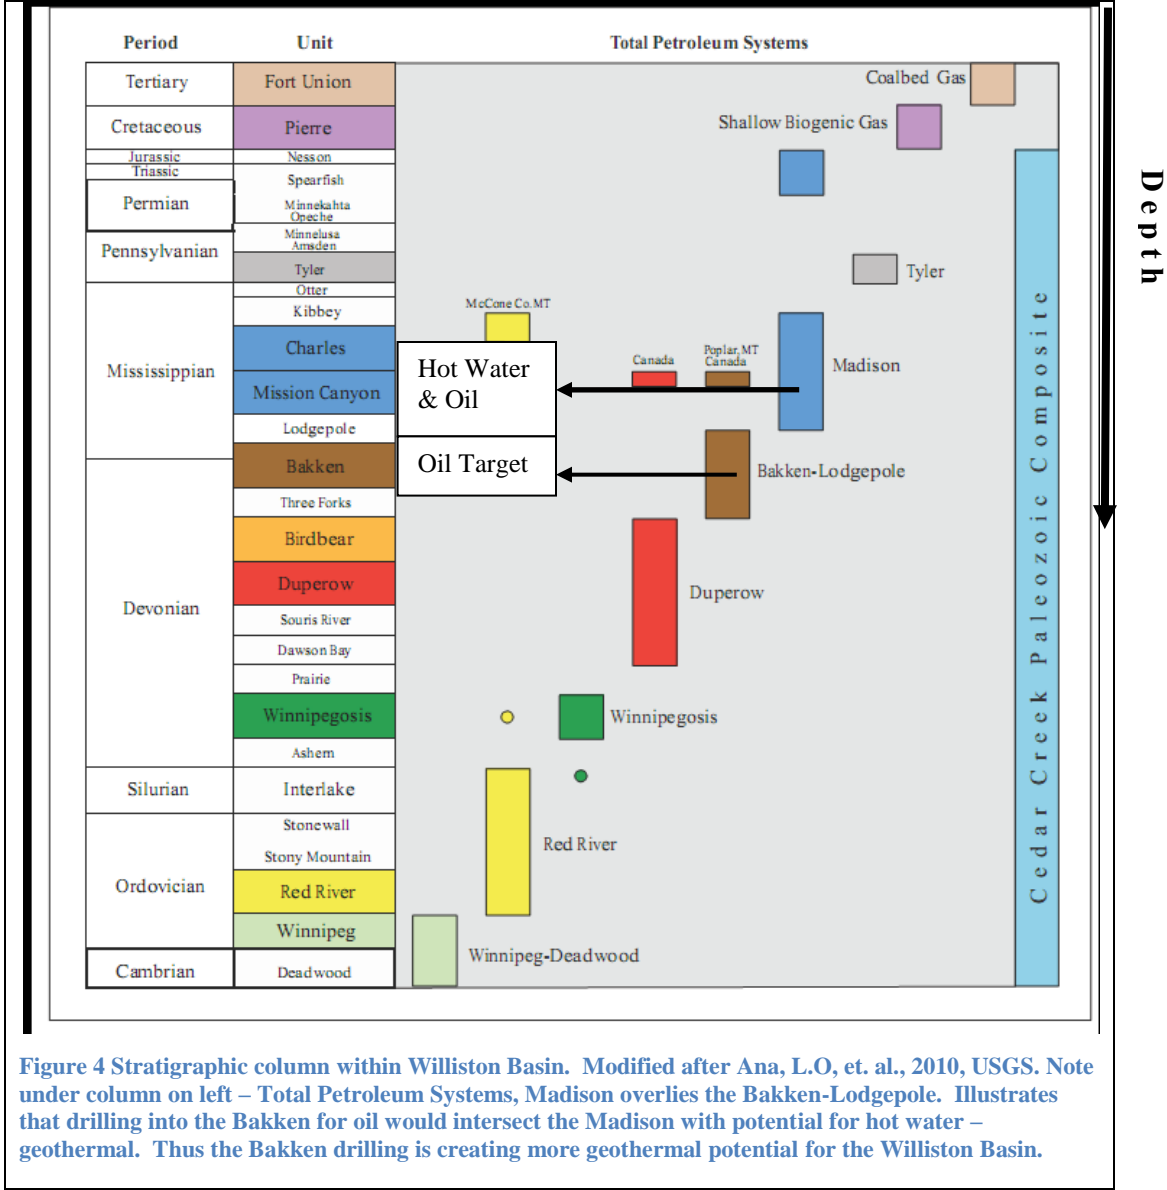 Period
Unit
Total Petroleum Systems
Tertiary
Fort Union
Coalbed Gas
Cretaceous
Pierre
Shallow Biogenic Gas
Jurassic
Nesson
Triassic
Spearfish
Permian
Minnekahta
Opeche
Pennsylvanian
Minnelusa
Amsden
Tyler
Tyler
Otter
Kibbey
McCone Co. MT
Mississippian
Charles
Mission Canyon
Lodgepole
Hot Water
& Oil
Canada
Poplar, MT
Canada
Madison
Bakken
Oil Target
Bakken-Lodgepole
Three Forks
Birdbear
Devonian
Duperow
Duperow
Souris River
Dawson Bay
Prairie
Winnipegosis
Winnipegosis
Ashern
Silurian
Interlake
Stonewall
Stony Mountain
Ordovician
Red River
Red River
Winnipeg
Winnipeg-Deadwood
Cambrian
Deadwood
Cedar Creek Paleozoic Composite
Depth
Figure 4 Stratigraphic column within Williston Basin.  Modified after Ana, L.O, et. al., 2010, USGS. Note
under column on left – Total Petroleum Systems, Madison overlies the Bakken-Lodgepole.  Illustrates
that drilling into the Bakken for oil would intersect the Madison with potential for hot water –
geothermal.  Thus the Bakken drilling is creating more geothermal potential for the Williston Basin.